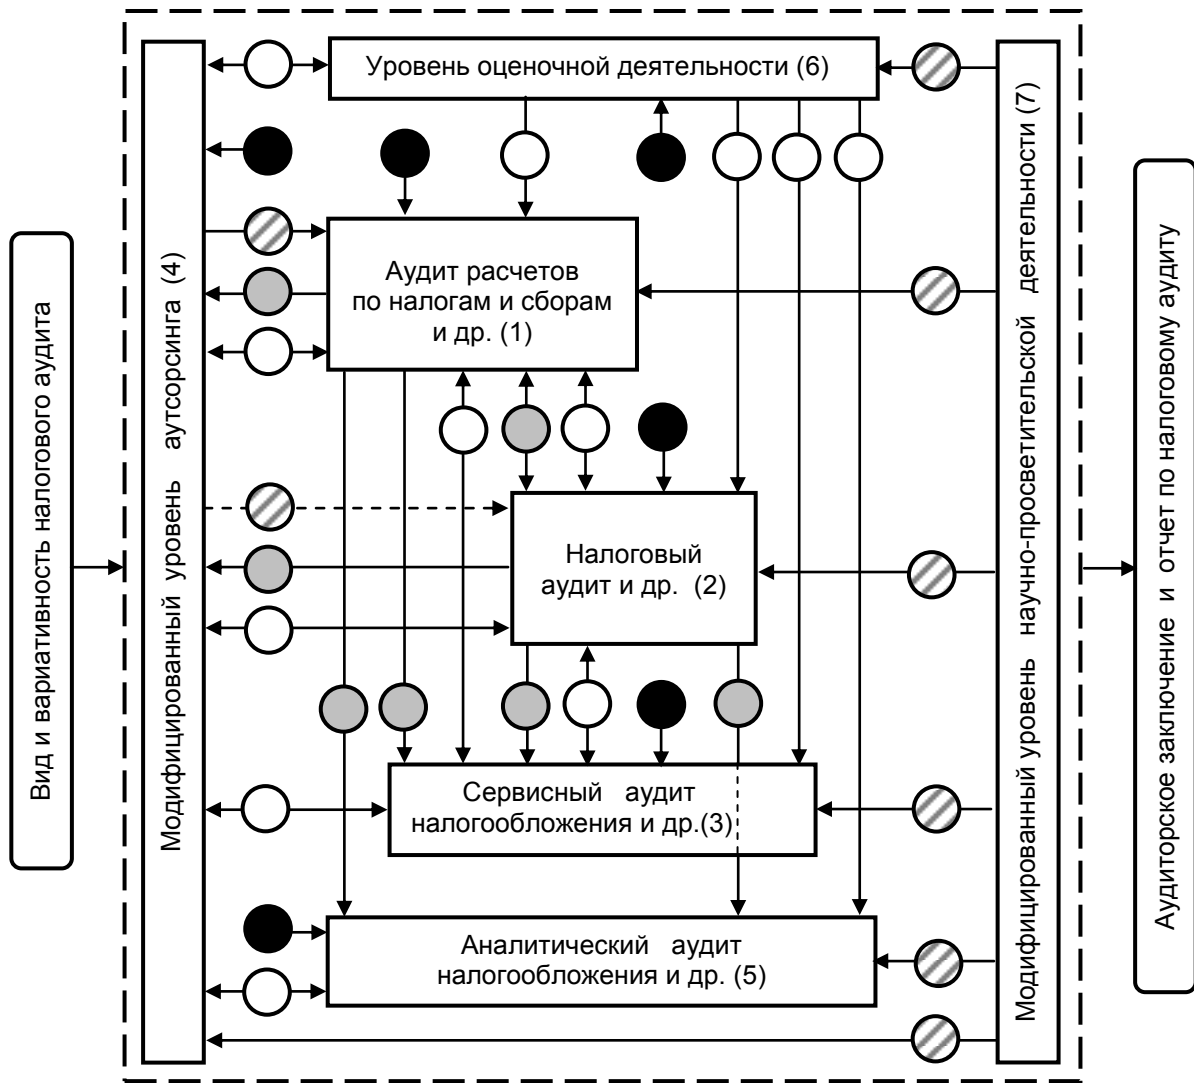 Вид и вариативность налогового аудита
Модифицированный уровень аутсорсинга (4)
Уровень оценочной деятельности (6)
Аудит расчетов
по налогам и сборам
и др. (1)
Налоговый
аудит и др. (2)
Сервисный аудит
налогообложения и др.(3)
Аналитический аудит
налогообложения и др. (5)
Модифицированный уровень научно-просветительской деятельности (7)
Аудиторское заключение и отчет по налоговому аудиту